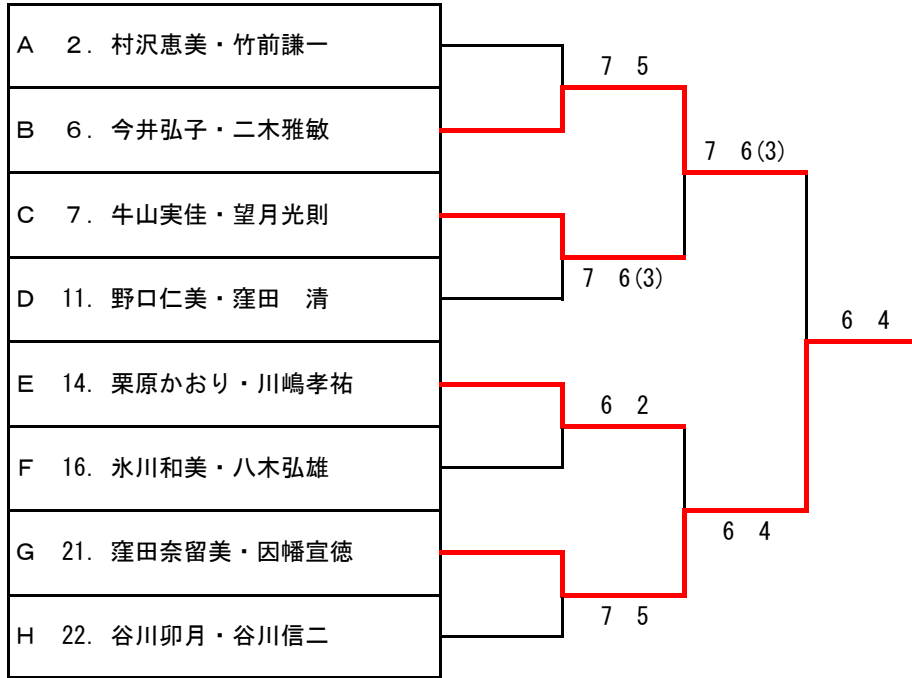 A 2. 村沢恵美・竹前謙一
7 5
B 6. 今井弘子・二木雅敏
7 6(3)
C 7. 牛山実佳・望月光則
7 6(3)
D 11. 野口仁美・窪田 清
6 4
E 14. 栗原かおり・川嶋孝祐
6 2
F 16. 氷川和美・八木弘雄
6 4
G 21. 窪田奈留美・因幡宣徳
7 5
H 22. 谷川卯月・谷川信二